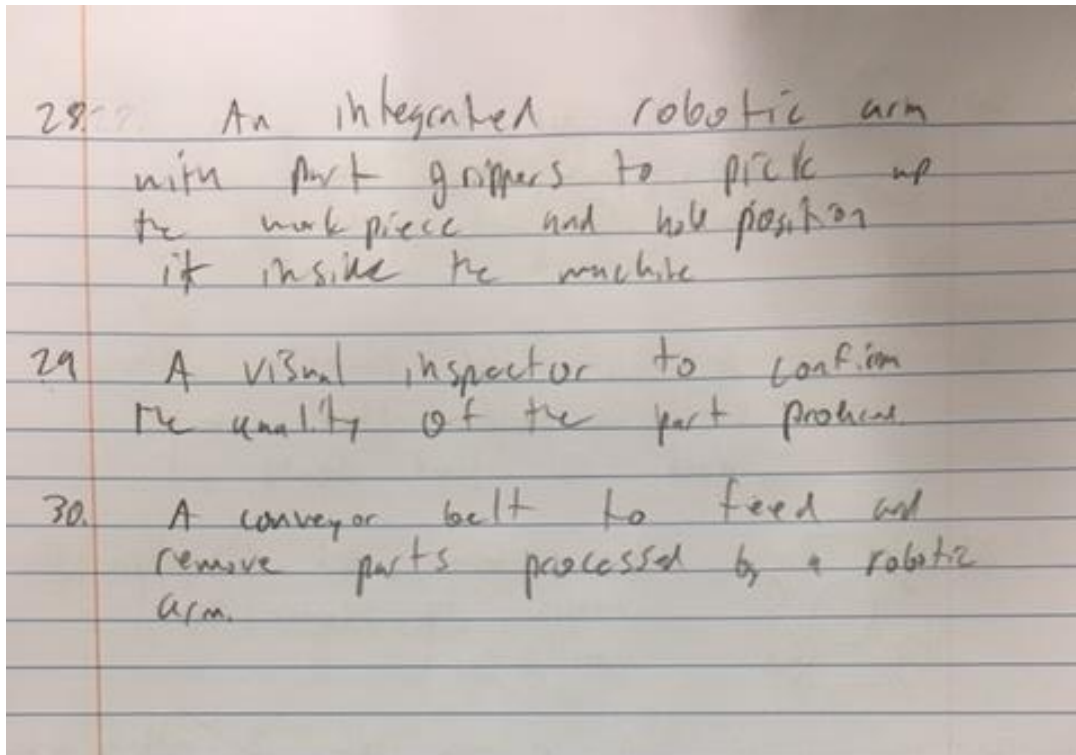 28. An integrated robotic arm
with part grippers to pick up
the work piece and hole position
it inside the machine
29 A visual inspector to confirm
the quality of the part produced.
30. A conveyor belt to feed and
remove parts processed by a robotic
arm.